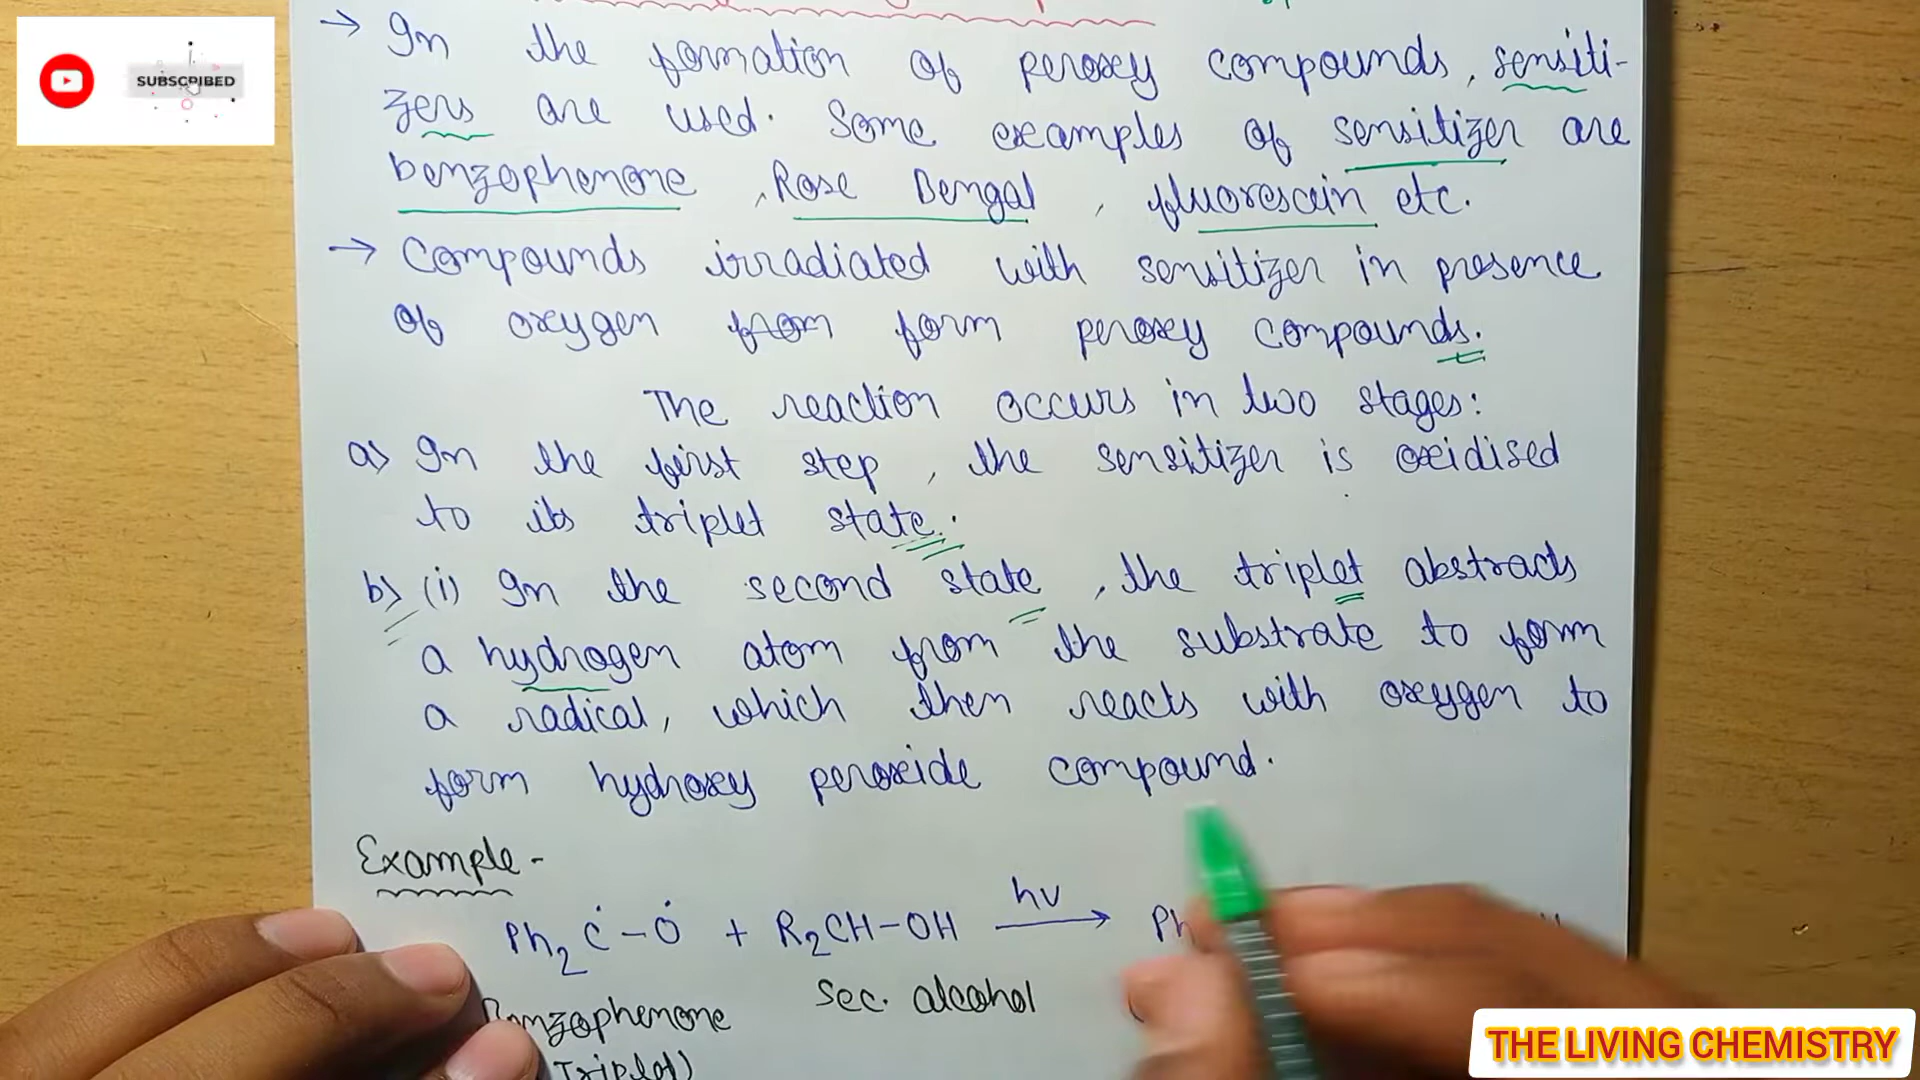 SUBSCRIBED
→ In the formation of peroxy compounds, sensiti-
zers are used. Some examples of sensitizer are
benzophenone, Rose Bengal, fluorescein etc.
→ Compounds irradiated with sensitizer in presence
of oxygen from form peroxy compounds.
The reaction occurs in two stages:
a) In the first step, the sensitizer is oxidised
to its triplet state.
b) (i) In the second state, the triplet abstracts
a hydrogen atom from the substrate to form
a radical, which then reacts with oxygen to
form hydroxy peroxide compound.
Example-
Ph₂Ċ-Ȯ + R₂CH-OH hν → Ph
Benzophenone sec. alcohol
Triplet)
THE LIVING CHEMISTRY